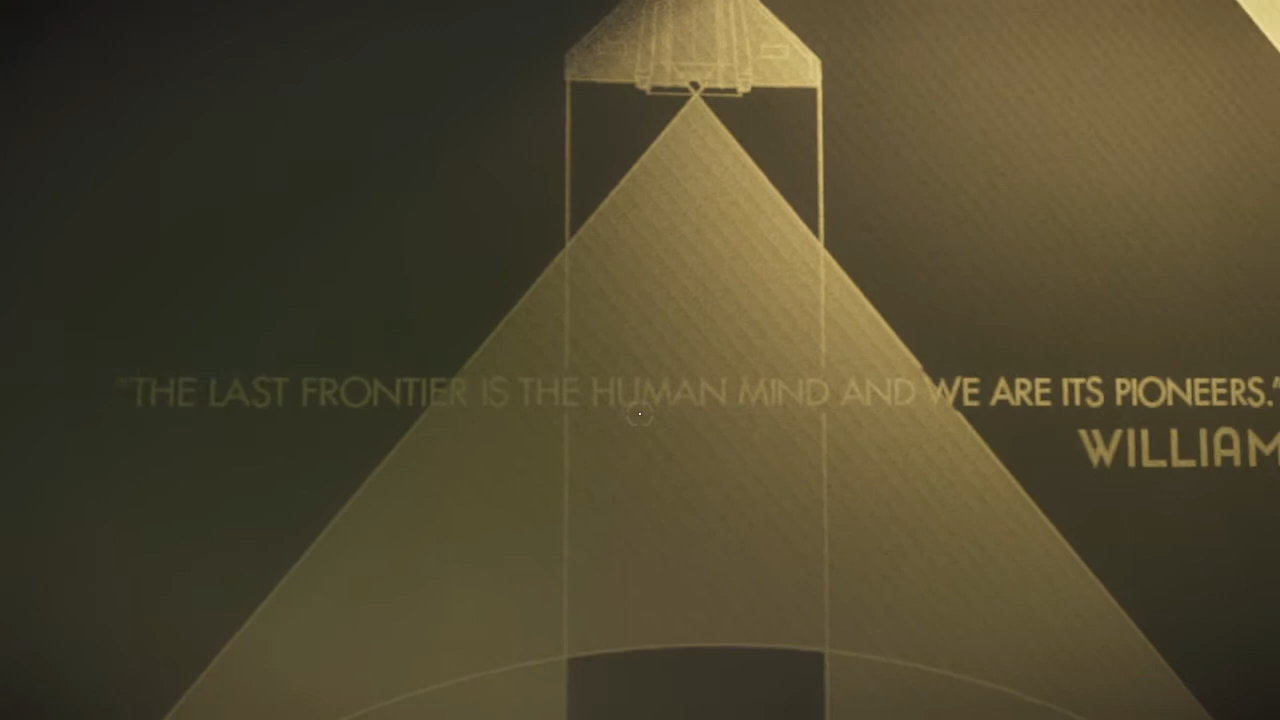 "THE LAST FRONTIER IS THE HUMAN MIND AND WE ARE ITS PIONEERS."
WILLIAM